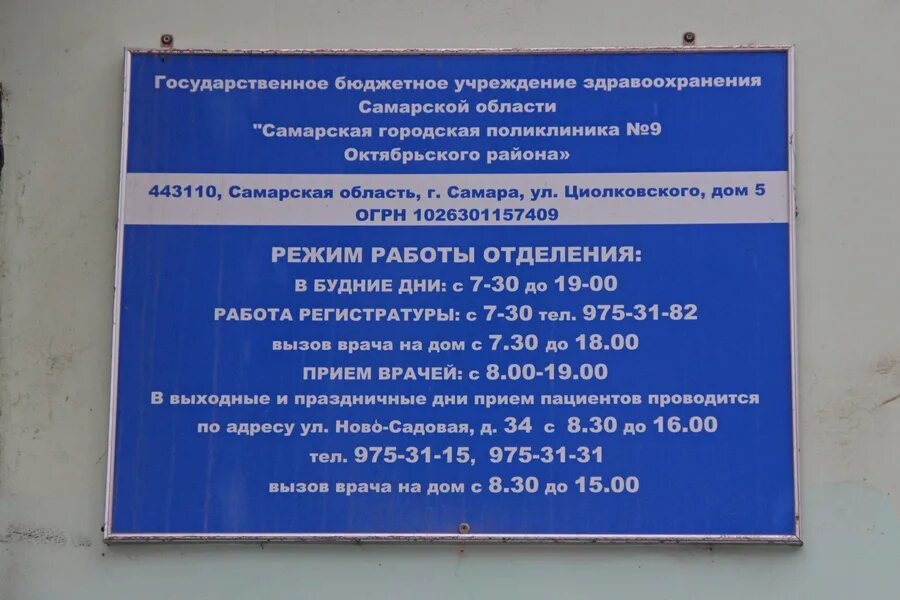 Государственное бюджетное учреждение здравоохранения
Самарской области
"Самарская городская поликлиника №9
Октябрьского района»
443110, Самарская область, г. Самара, ул. Циолковского, дом 5
ОГРН 1026301157409
РЕЖИМ РАБОТЫ ОТДЕЛЕНИЯ:
В БУДНИЕ ДНИ: с 7-30 до 19-00
РАБОТА РЕГИСТРАТУРЫ: с 7-30 тел. 975-31-82
вызов врача на дом с 7.30 до 18.00
ПРИЕМ ВРАЧЕЙ: с 8.00-19.00
В выходные и праздничные дни прием пациентов проводится
по адресу ул. Ново-Садовая, д. 34 с 8.30 до 16.00
тел. 975-31-15, 975-31-31
вызов врача на дом с 8.30 до 15.00